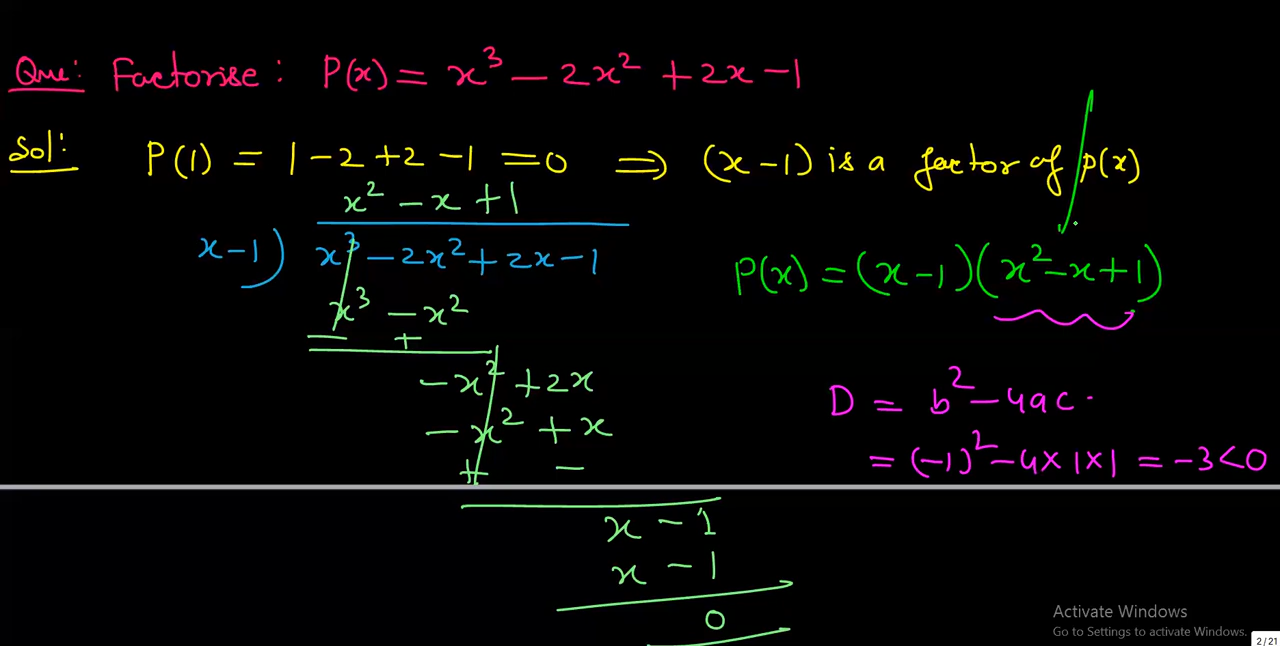 Que: Factorise: P(x) = x³ - 2x² + 2x - 1
Sol: P(1) = 1 - 2 + 2 - 1 = 0 ⇒ (x - 1) is a factor of p(x)
x² - x + 1
x - 1) x³ - 2x² + 2x - 1
P(x) = (x - 1)(x² - x + 1)
x³ - x²
- +
- x² + 2x
D = b² - 4ac.
- x² + x
= (-1)² - 4×1×1 = -3 < 0
+ -
x - 1
x - 1
0
Activate Windows
Go to Settings to activate Windows.
2/21